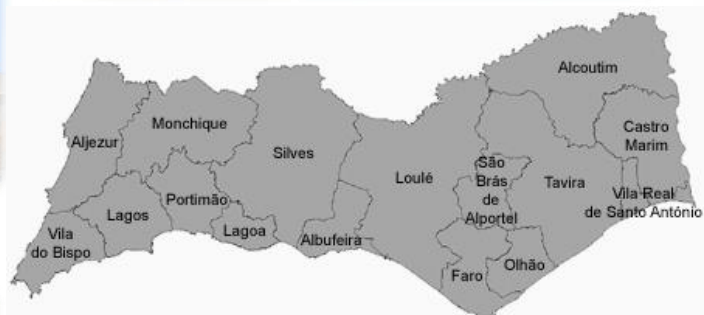 Alcoutim
Castro
Marim
Monchique
Aljezur
Silves
Loulé
São
Brás
de
Alportel
Tavira
Vila Real
de Santo António
Portimão
Lagos
Lagoa
Albufeira
Vila
do Bispo
Faro
Olhão